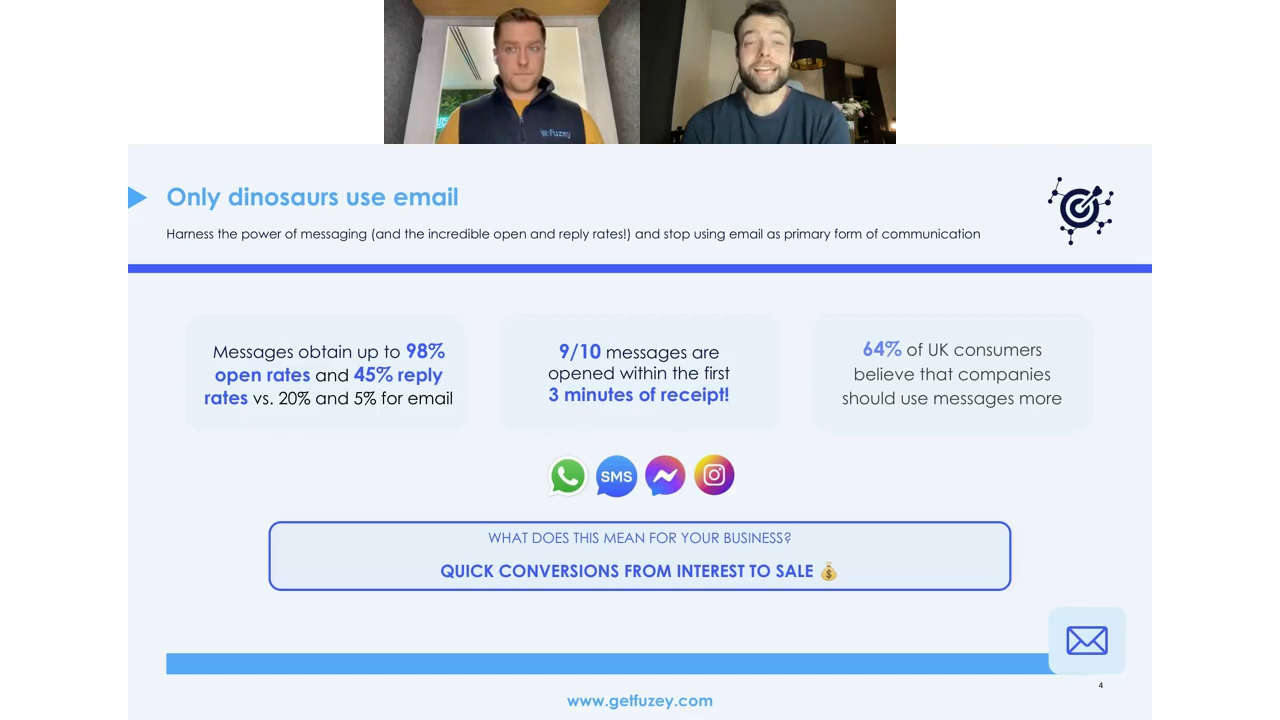 fuzey
Only dinosaurs use email
Harness the power of messaging (and the incredible open and reply rates!) and stop using email as primary form of communication
Messages obtain up to 98%
open rates and 45% reply
rates vs. 20% and 5% for email
9/10 messages are
opened within the first
3 minutes of receipt!
64% of UK consumers
believe that companies
should use messages more
SMS
WHAT DOES THIS MEAN FOR YOUR BUSINESS?
QUICK CONVERSIONS FROM INTEREST TO SALE 💰
4
www.getfuzey.com